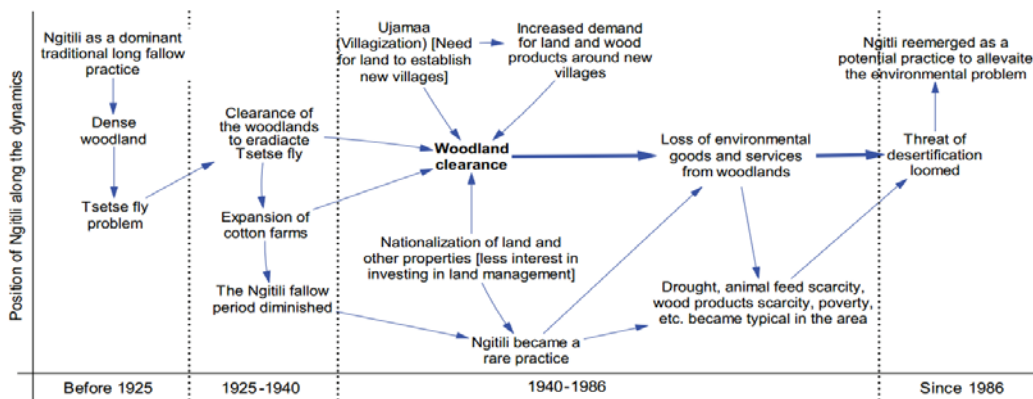 Position of Ngitili along the dynamics
Ngitili as a dominant
traditional long fallow
practice
Dense
woodland
Tsetse fly
problem
Clearance
of the woodlands
to eradiacte
Tsetse fly
Expansion of
cotton farms
The Ngitili fallow
period diminished
Ujamaa
(Villagization) [Need
for land to establish
new villages]
Increased demand
for land and wood
products around new
villages
Woodland
clearance
Nationalization of land and
other properties [less interest in
investing in land management]
Ngitili became a
rare practice
Loss of environmental
goods and services
from woodlands
Drought, animal feed scarcity,
wood products scarcity, poverty,
etc. became typical in the area
Ngitli reemerged as a
potential practice to allevaite
the environmental problem
Threat of
desertification
loomed
Before 1925
1925-1940
1940-1986
Since 1986